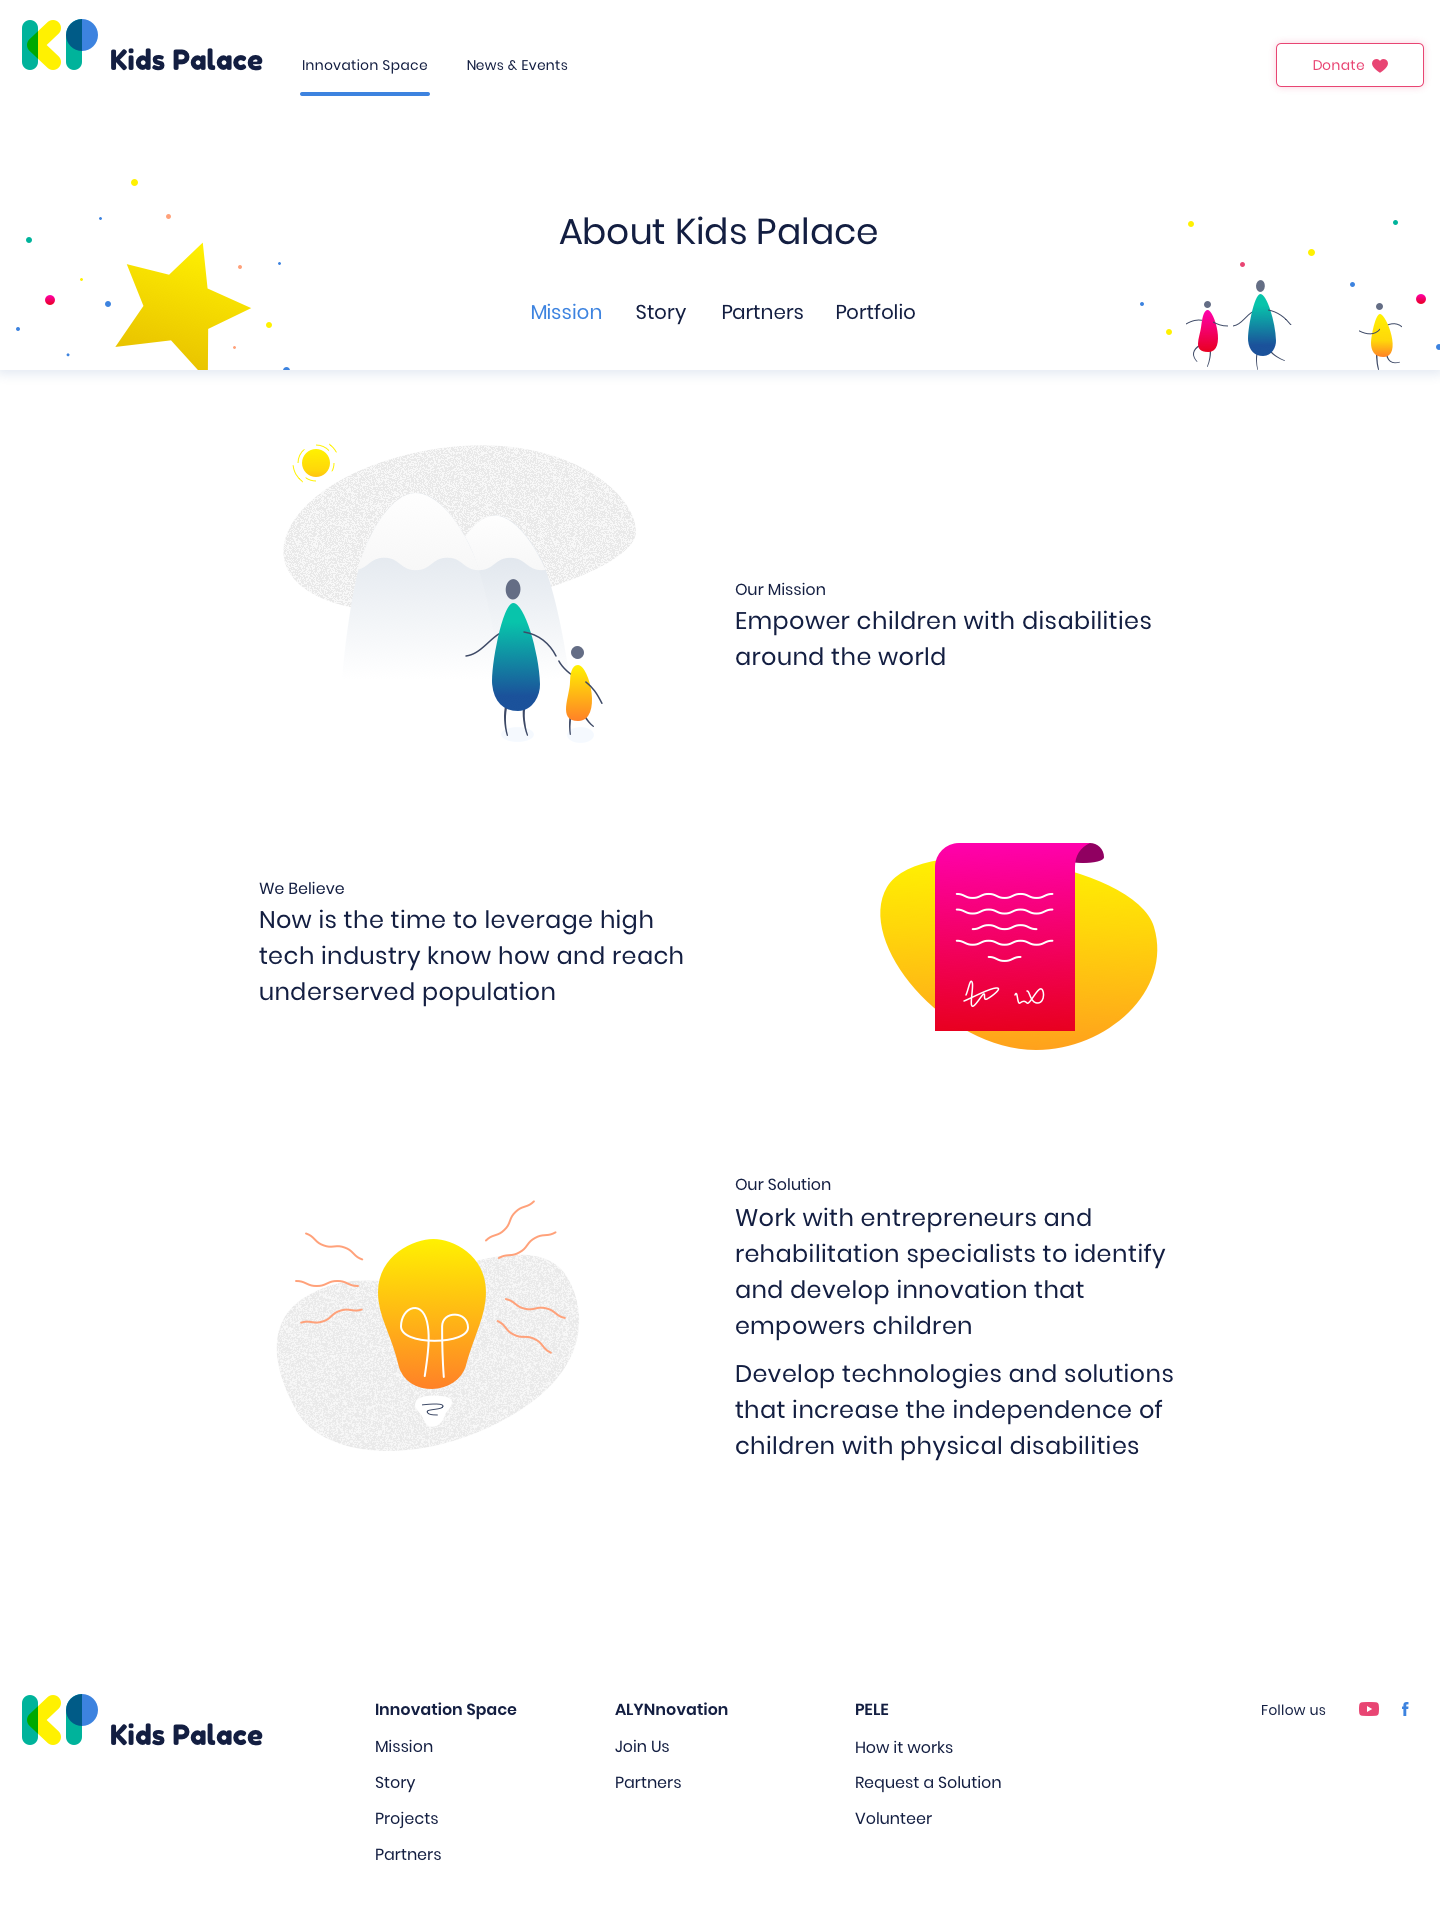 Kids Palace
Innovation Space
News & Events
Donate
About Kids Palace
Mission
Story
Partners
Portfolio
Our Mission
Empower children with disabilities
around the world
We Believe
Now is the time to leverage high
tech industry know how and reach
underserved population
Our Solution
Work with entrepreneurs and
rehabilitation specialists to identify
and develop innovation that
empowers children
Develop technologies and solutions
that increase the independence of
children with physical disabilities
Kids Palace
Innovation Space
Mission
Story
Projects
Partners
ALYNnovation
Join Us
Partners
PELE
How it works
Request a Solution
Volunteer
Follow us